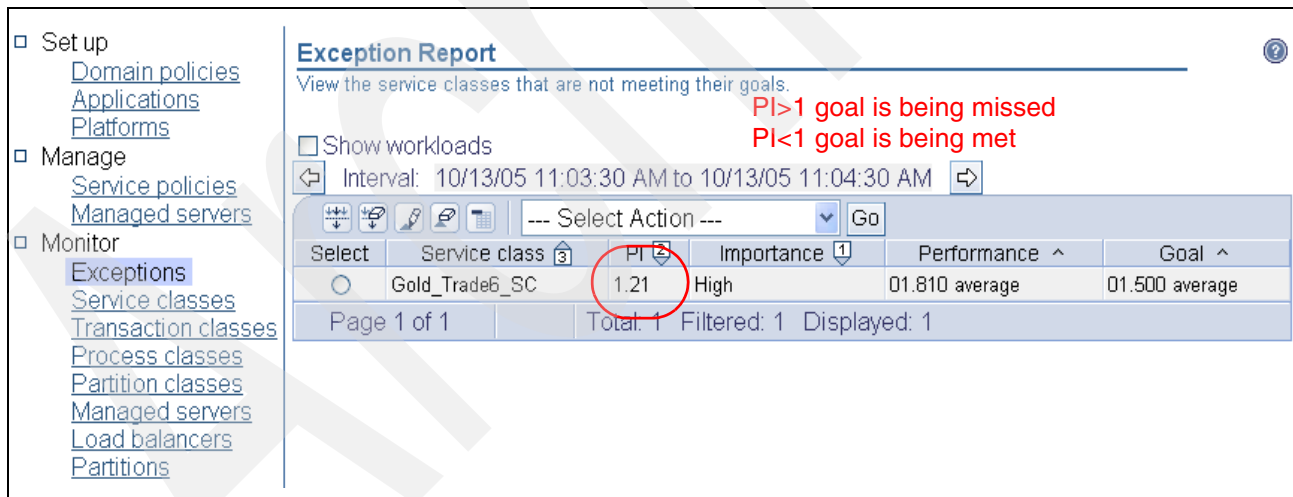 Set up
Domain policies
Applications
Platforms
Manage
Service policies
Managed servers
Monitor
Exceptions
Service classes
Transaction classes
Process classes
Partition classes
Managed servers
Load balancers
Partitions
Exception Report ?
View the service classes that are not meeting their goals.
PI>1 goal is being missed
PI<1 goal is being met
Show workloads
Interval: 10/13/05 11:03:30 AM to 10/13/05 11:04:30 AM
--- Select Action --- Go
Select Service class 3 PI 2 Importance 1 Performance ^ Goal ^
Gold_Trade6_SC 1.21 High 01.810 average 01.500 average
Page 1 of 1 Total: 1 Filtered: 1 Displayed: 1